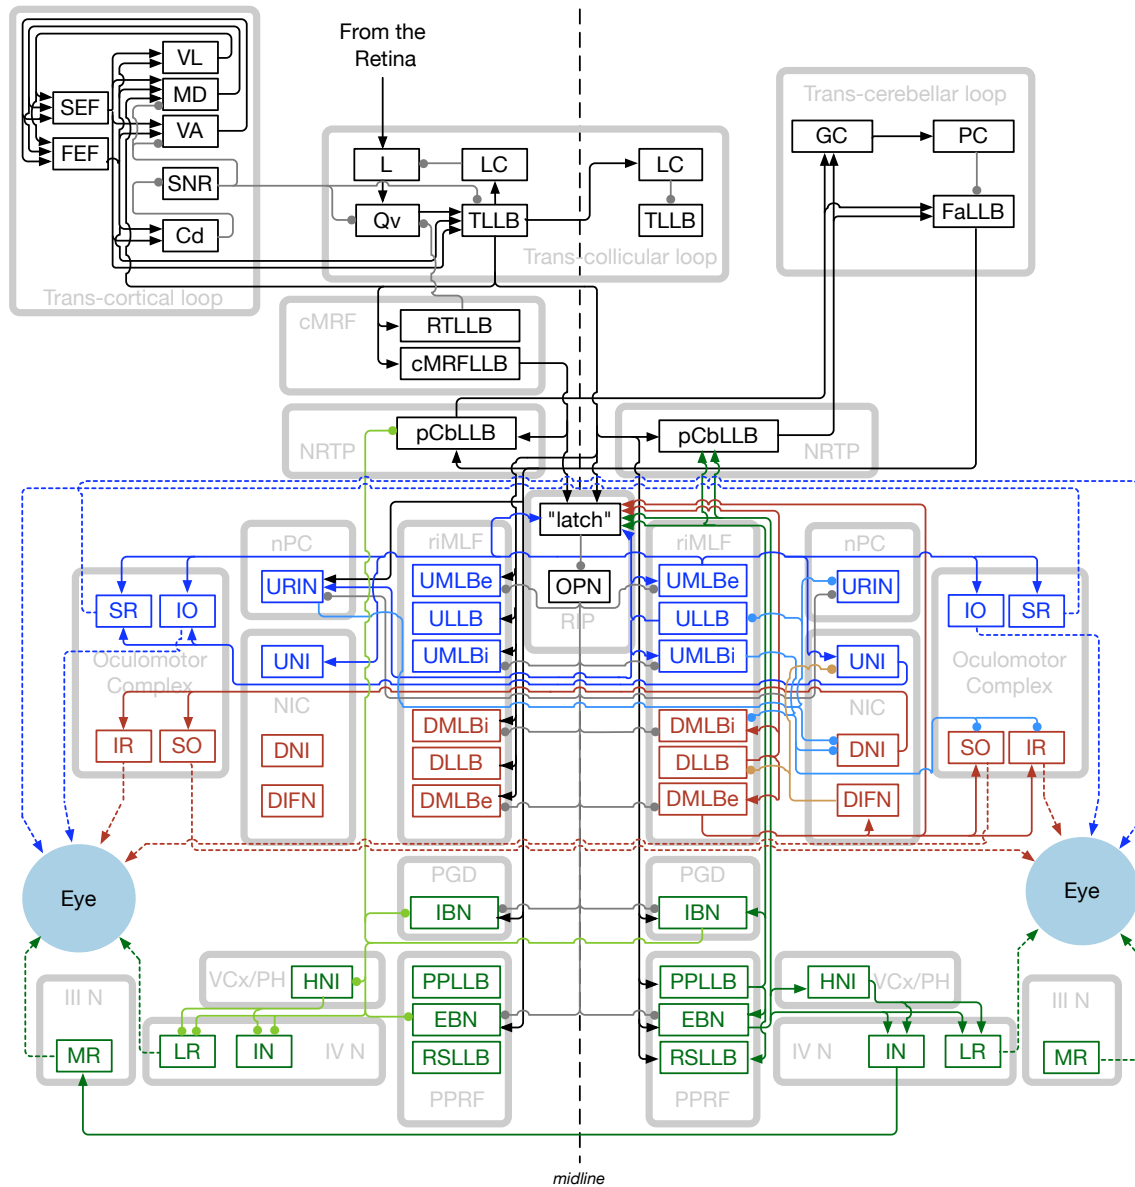 From the
Retina
VL
SEF
MD
VA
FEF
SNR
Cd
Trans-cortical loop
L
LC
LC
Qv
TLLB
TLLB
Trans-collicular loop
Trans-cerebellar loop
GC
PC
FaLLB
cMRF
RTLLB
cMRFLLB
pCbLLB
NRTP
pCbLLB
NRTP
"latch"
OPN
RIP
nPC
URIN
riMLF
UMLBe
ULLB
UMLBi
DMLBi
DLLB
DMLBe
riMLF
UMLBe
ULLB
UMLBi
DMLBi
DLLB
DMLBe
nPC
URIN
SR
IO
Oculomotor
Complex
IR
SO
UNI
NIC
DNI
DIFN
UNI
NIC
DNI
DIFN
IO
SR
Oculomotor
Complex
SO
IR
Eye
Eye
PGD
IBN
PGD
IBN
VCx/PH
HNI
III N
MR
LR
IN
IV N
PPLLB
EBN
RSLLB
PPRF
PPLLB
EBN
RSLLB
PPRF
HNI
VCx/PH
IV N
IN
LR
III N
MR
midline